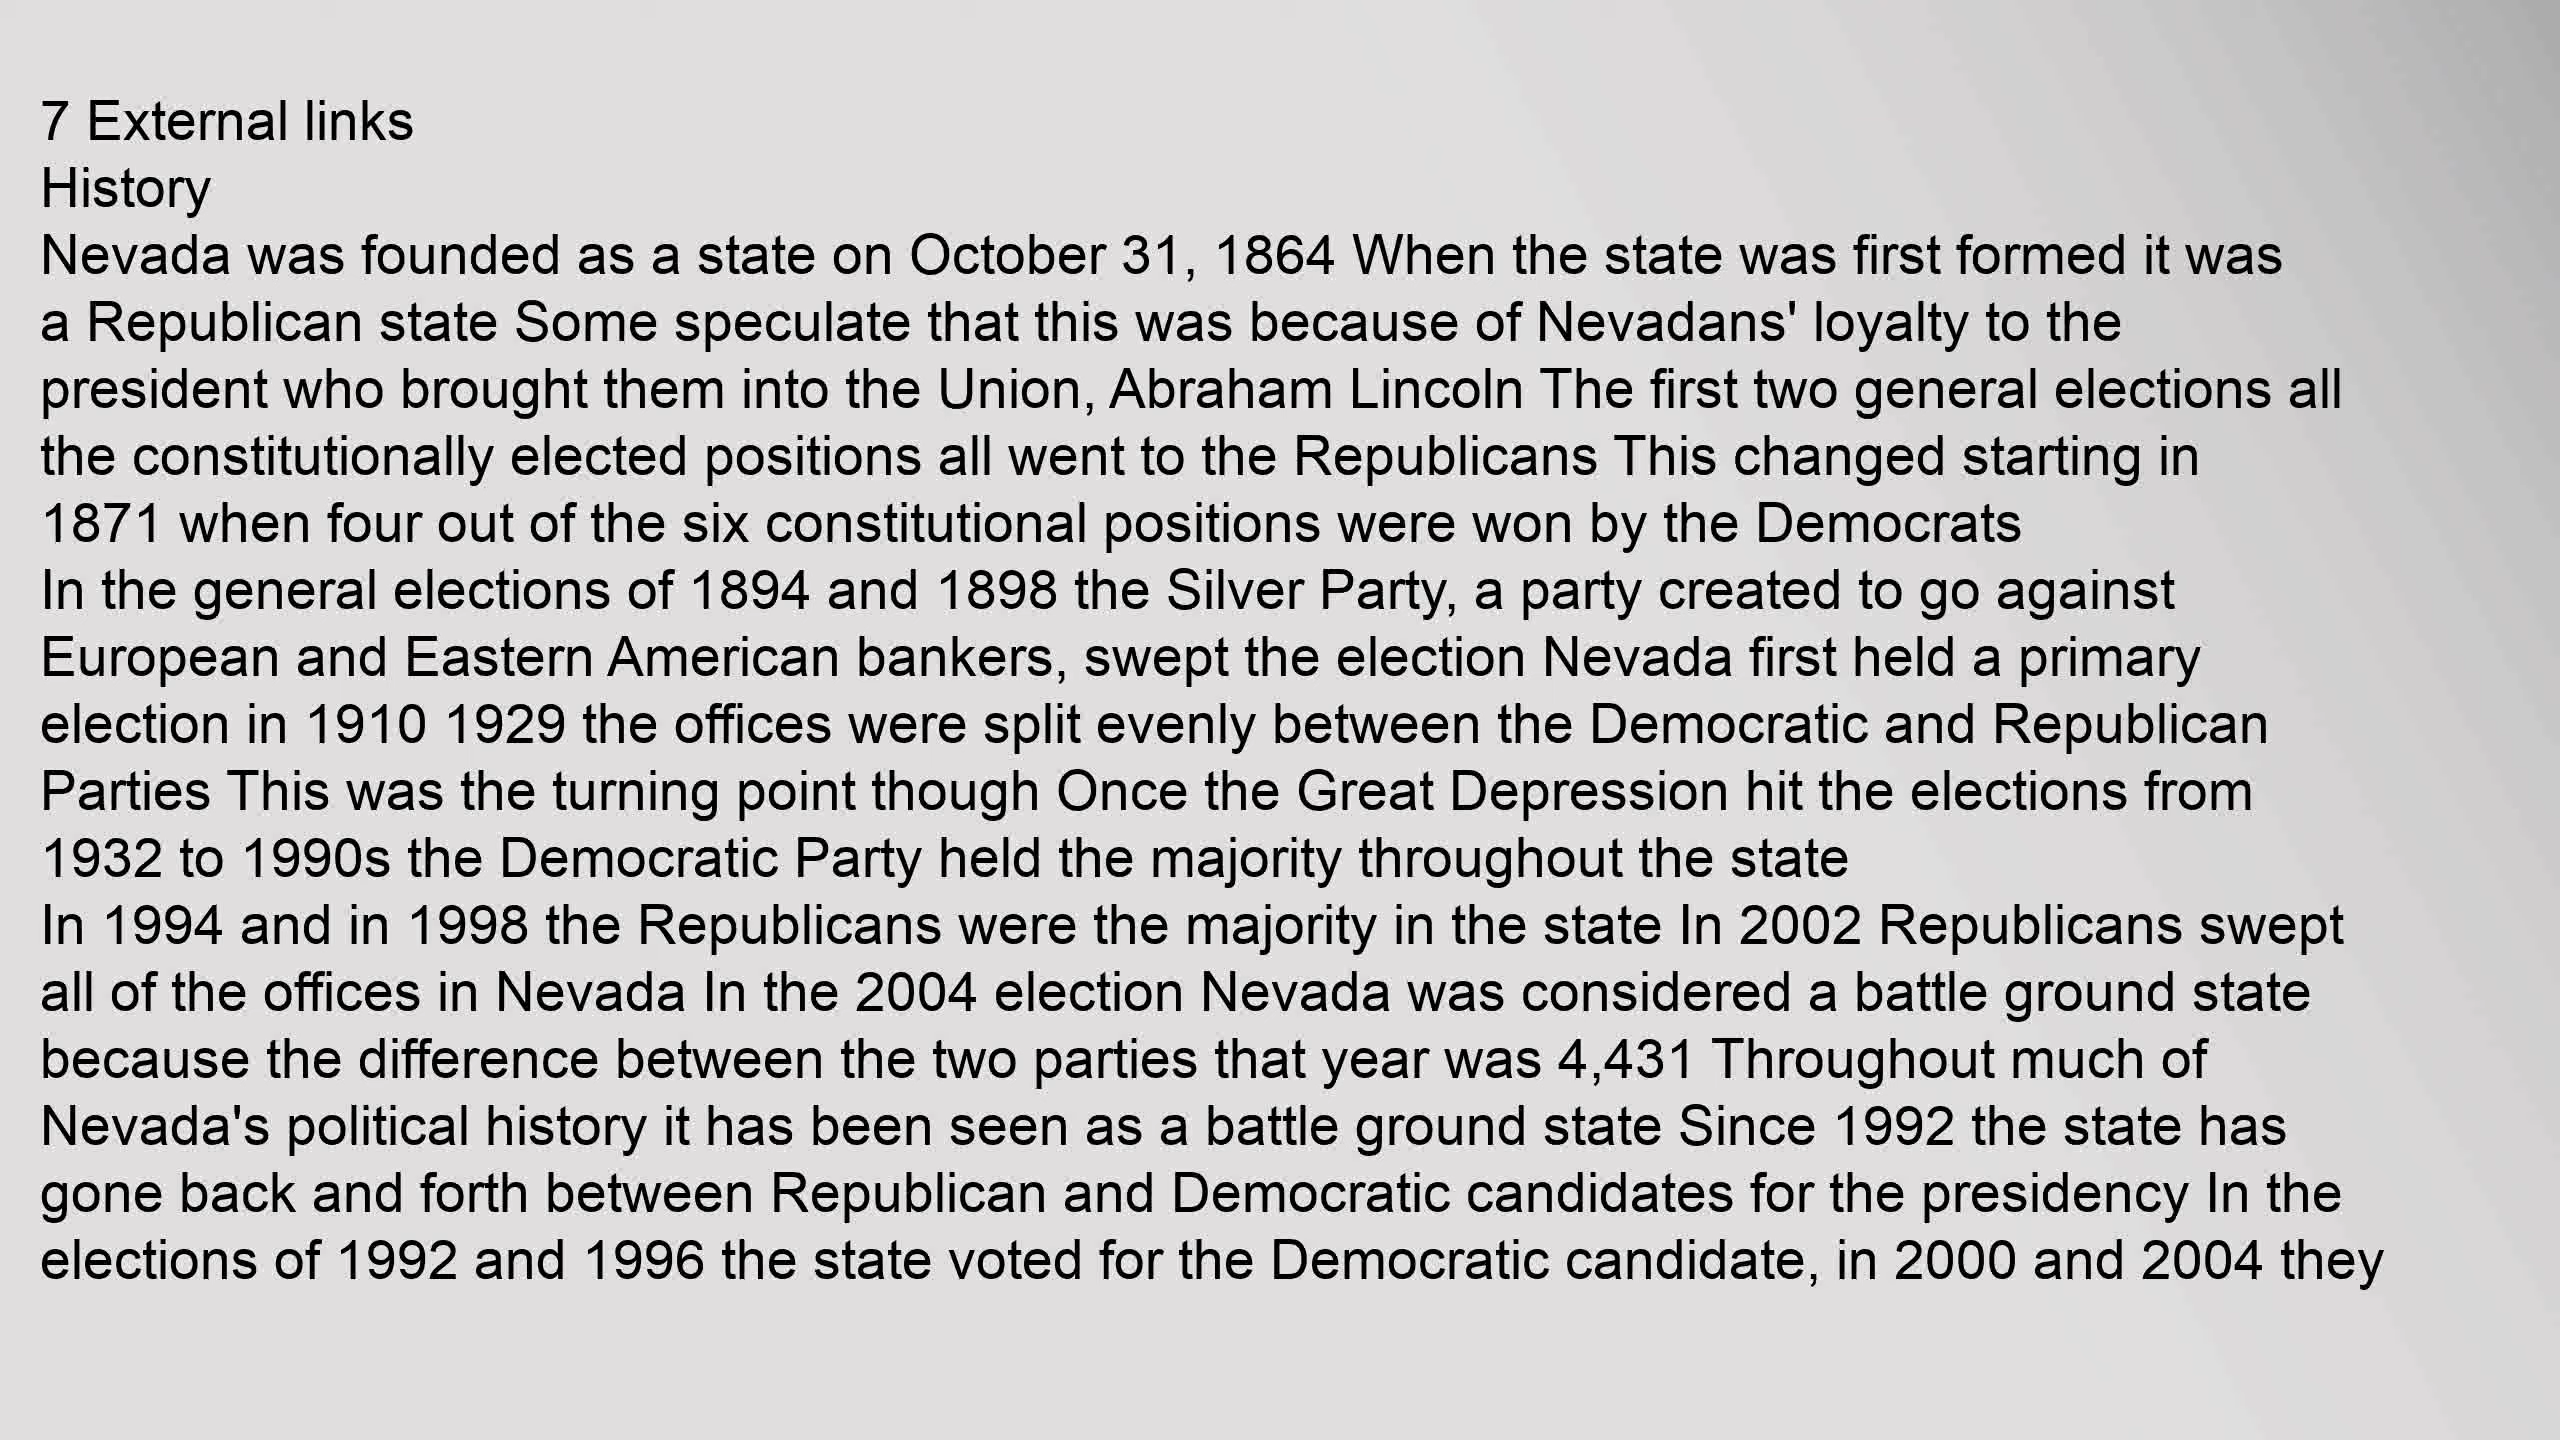 7 External links
History
Nevada was founded as a state on October 31, 1864 When the state was first formed it was
a Republican state Some speculate that this was because of Nevadans' loyalty to the
president who brought them into the Union, Abraham Lincoln The first two general elections all
the constitutionally elected positions all went to the Republicans This changed starting in
1871 when four out of the six constitutional positions were won by the Democrats
In the general elections of 1894 and 1898 the Silver Party, a party created to go against
European and Eastern American bankers, swept the election Nevada first held a primary
election in 1910 1929 the offices were split evenly between the Democratic and Republican
Parties This was the turning point though Once the Great Depression hit the elections from
1932 to 1990s the Democratic Party held the majority throughout the state
In 1994 and in 1998 the Republicans were the majority in the state In 2002 Republicans swept
all of the offices in Nevada In the 2004 election Nevada was considered a battle ground state
because the difference between the two parties that year was 4,431 Throughout much of
Nevada's political history it has been seen as a battle ground state Since 1992 the state has
gone back and forth between Republican and Democratic candidates for the presidency In the
elections of 1992 and 1996 the state voted for the Democratic candidate, in 2000 and 2004 they